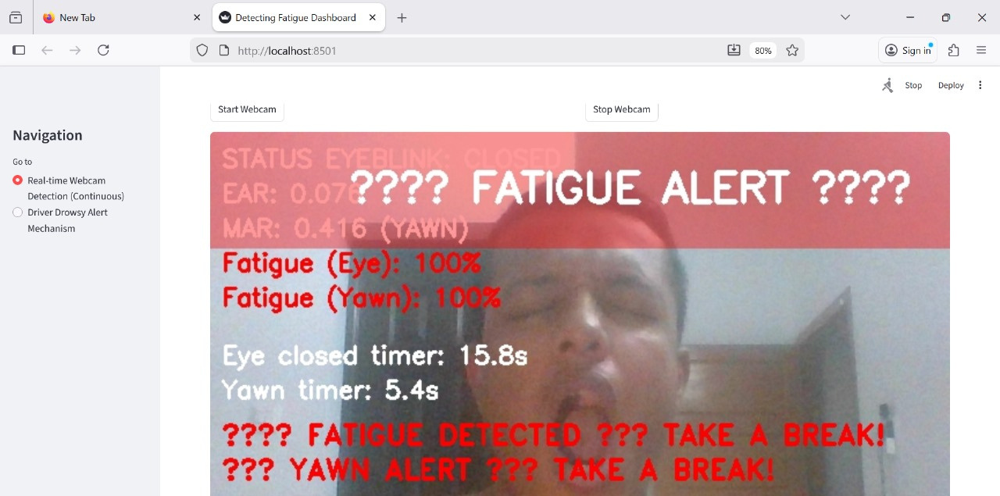 New Tab
Detecting Fatigue Dashboard
http://localhost:8501
80%
Sign in
Stop
Deploy
Start Webcam
Stop Webcam
Navigation
Go to
Real-time Webcam
Detection (Continuous)
Driver Drowsy Alert
Mechanism
STATUS EYEBLINK: CLOSED
???? FATIGUE ALERT ????
EAR: 0.076
MAR: 0.416 (YAWN)
Fatigue (Eye): 100%
Fatigue (Yawn): 100%
Eye closed timer: 15.8s
Yawn timer: 5.4s
???? FATIGUE DETECTED ??? TAKE A BREAK!
??? YAWN ALERT ??? TAKE A BREAK!